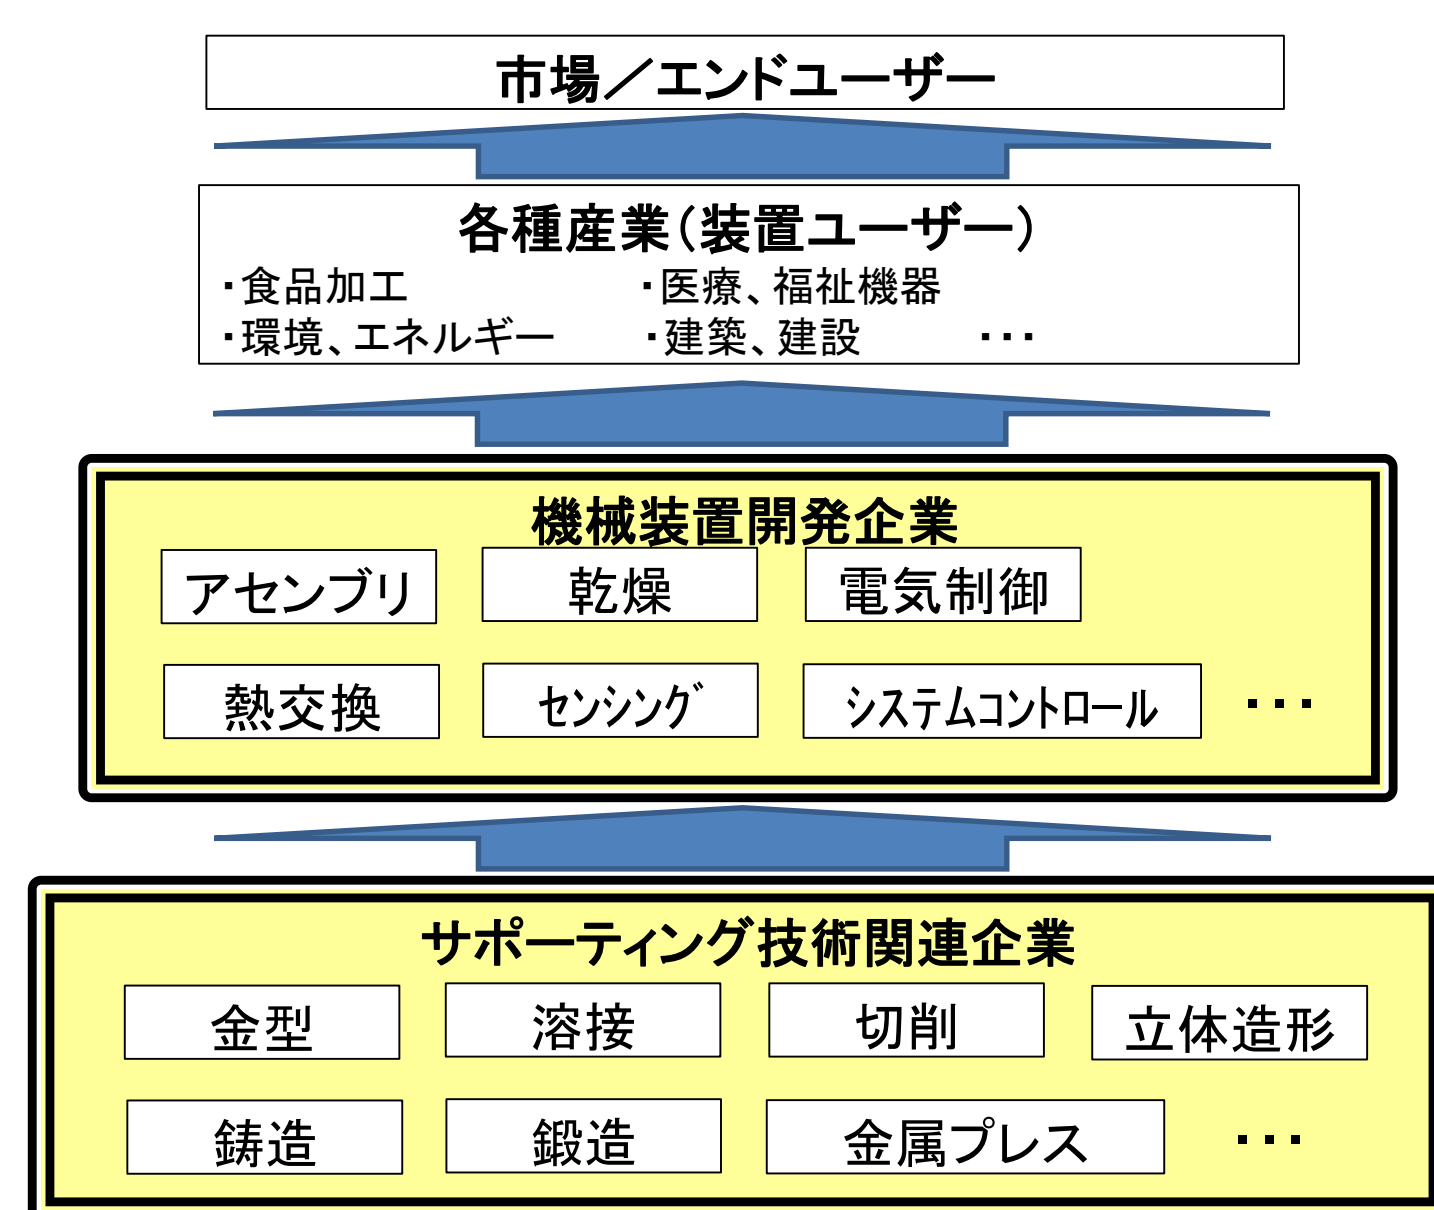 市場／エンドユーザー
各種産業（装置ユーザー）
・食品加工　・医療、福祉機器
・環境、エネルギー　・建築、建設　・・・
機械装置開発企業
アセンブリ　乾燥　電気制御
熱交換　センシング　システムコントロール　・・・
サポーティング技術関連企業
金型　溶接　切削　立体造形
鋳造　鍛造　金属プレス　・・・